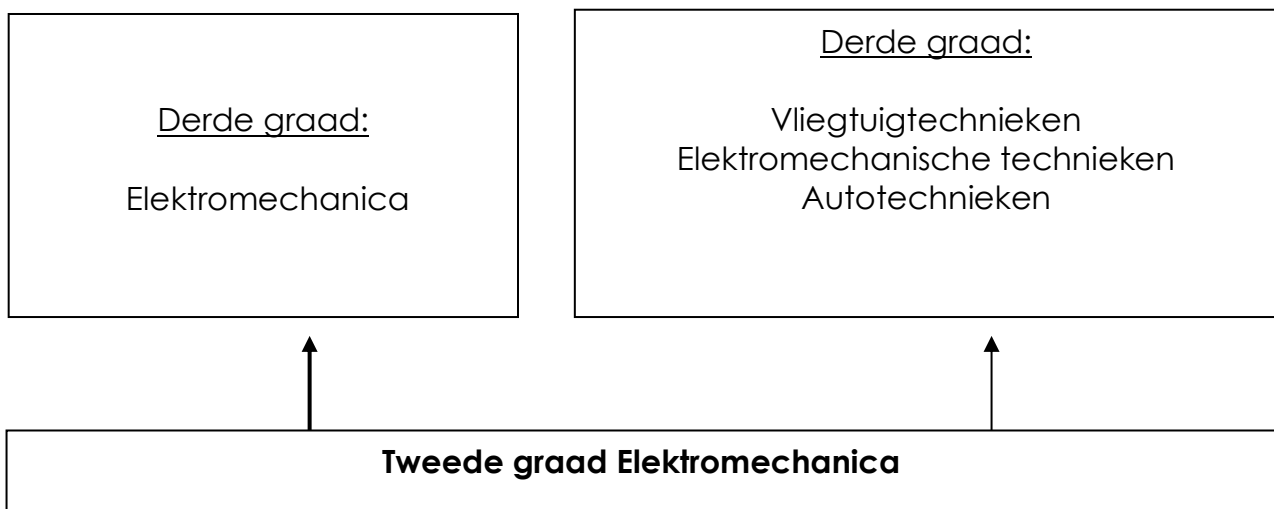 Derde graad:
Elektromechanica
Derde graad:
Vliegtuigtechnieken
Elektromechanische technieken
Autotechnieken
Tweede graad Elektromechanica